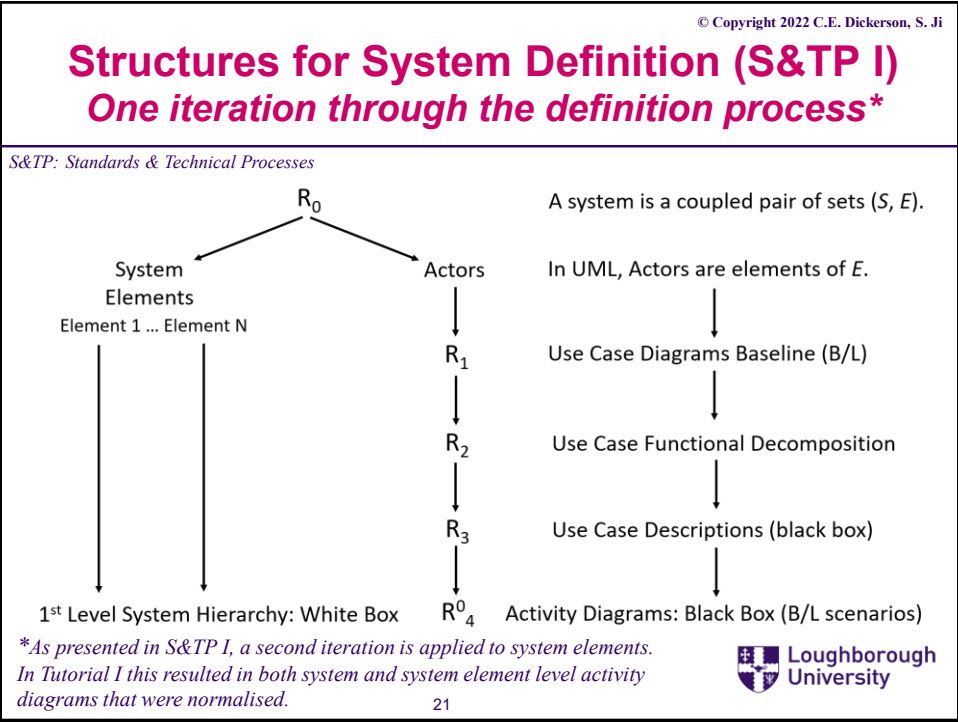 © Copyright 2022 C.E. Dickerson, S. Ji
Structures for System Definition (S&TP I)
One iteration through the definition process*
S&TP: Standards & Technical Processes
R₀
A system is a coupled pair of sets (S, E).
System
Elements
Element 1 ... Element N
Actors
In UML, Actors are elements of E.
R₁
Use Case Diagrams Baseline (B/L)
R₂
Use Case Functional Decomposition
R₃
Use Case Descriptions (black box)
1ˢᵗ Level System Hierarchy: White Box
R⁰₄
Activity Diagrams: Black Box (B/L scenarios)
*As presented in S&TP I, a second iteration is applied to system elements.
In Tutorial I this resulted in both system and system element level activity
diagrams that were normalised.
21
Loughborough
University